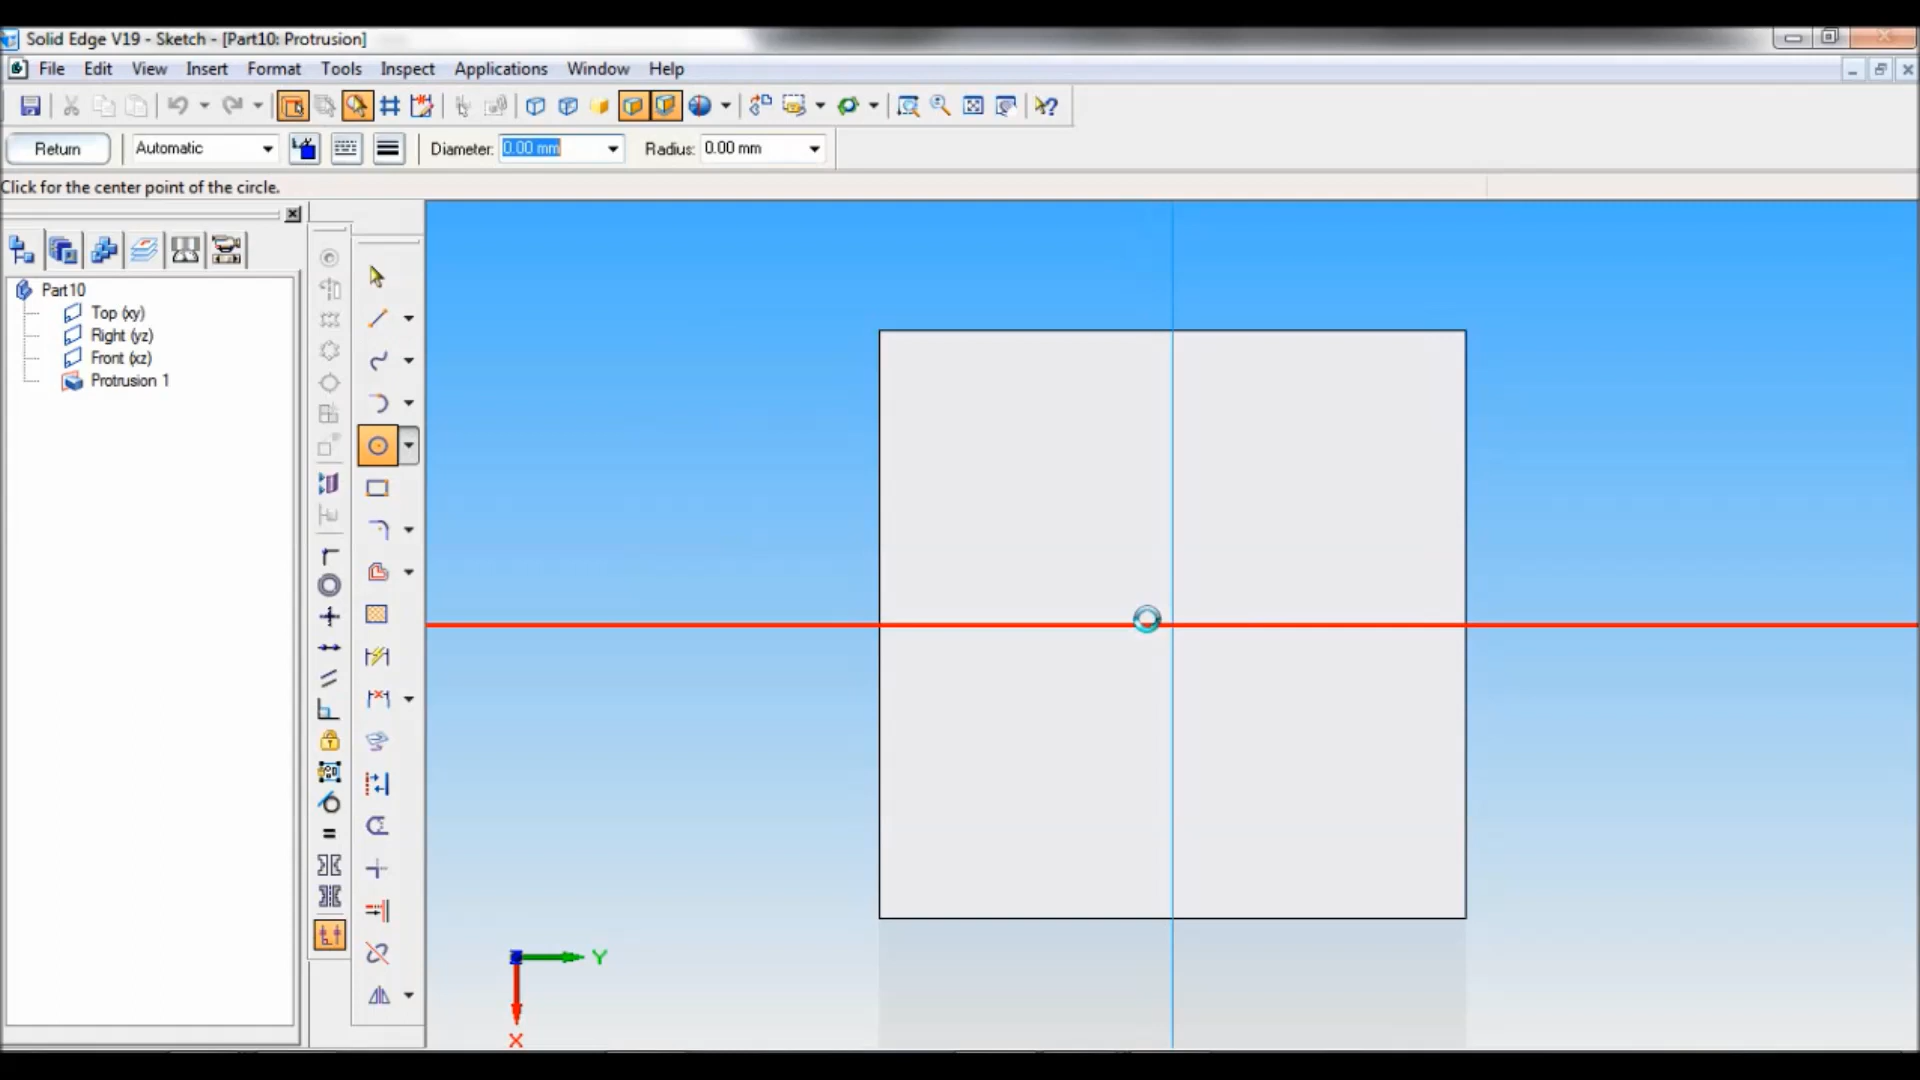 Solid Edge V19 - Sketch - [Part10: Protrusion]
File Edit View Insert Format Tools Inspect Applications Window Help
Return Automatic Diameter: 0.00 mm Radius: 0.00 mm
Click for the center point of the circle.
Part10
Top (xy)
Right (yz)
Front (xz)
Protrusion 1
Y
X